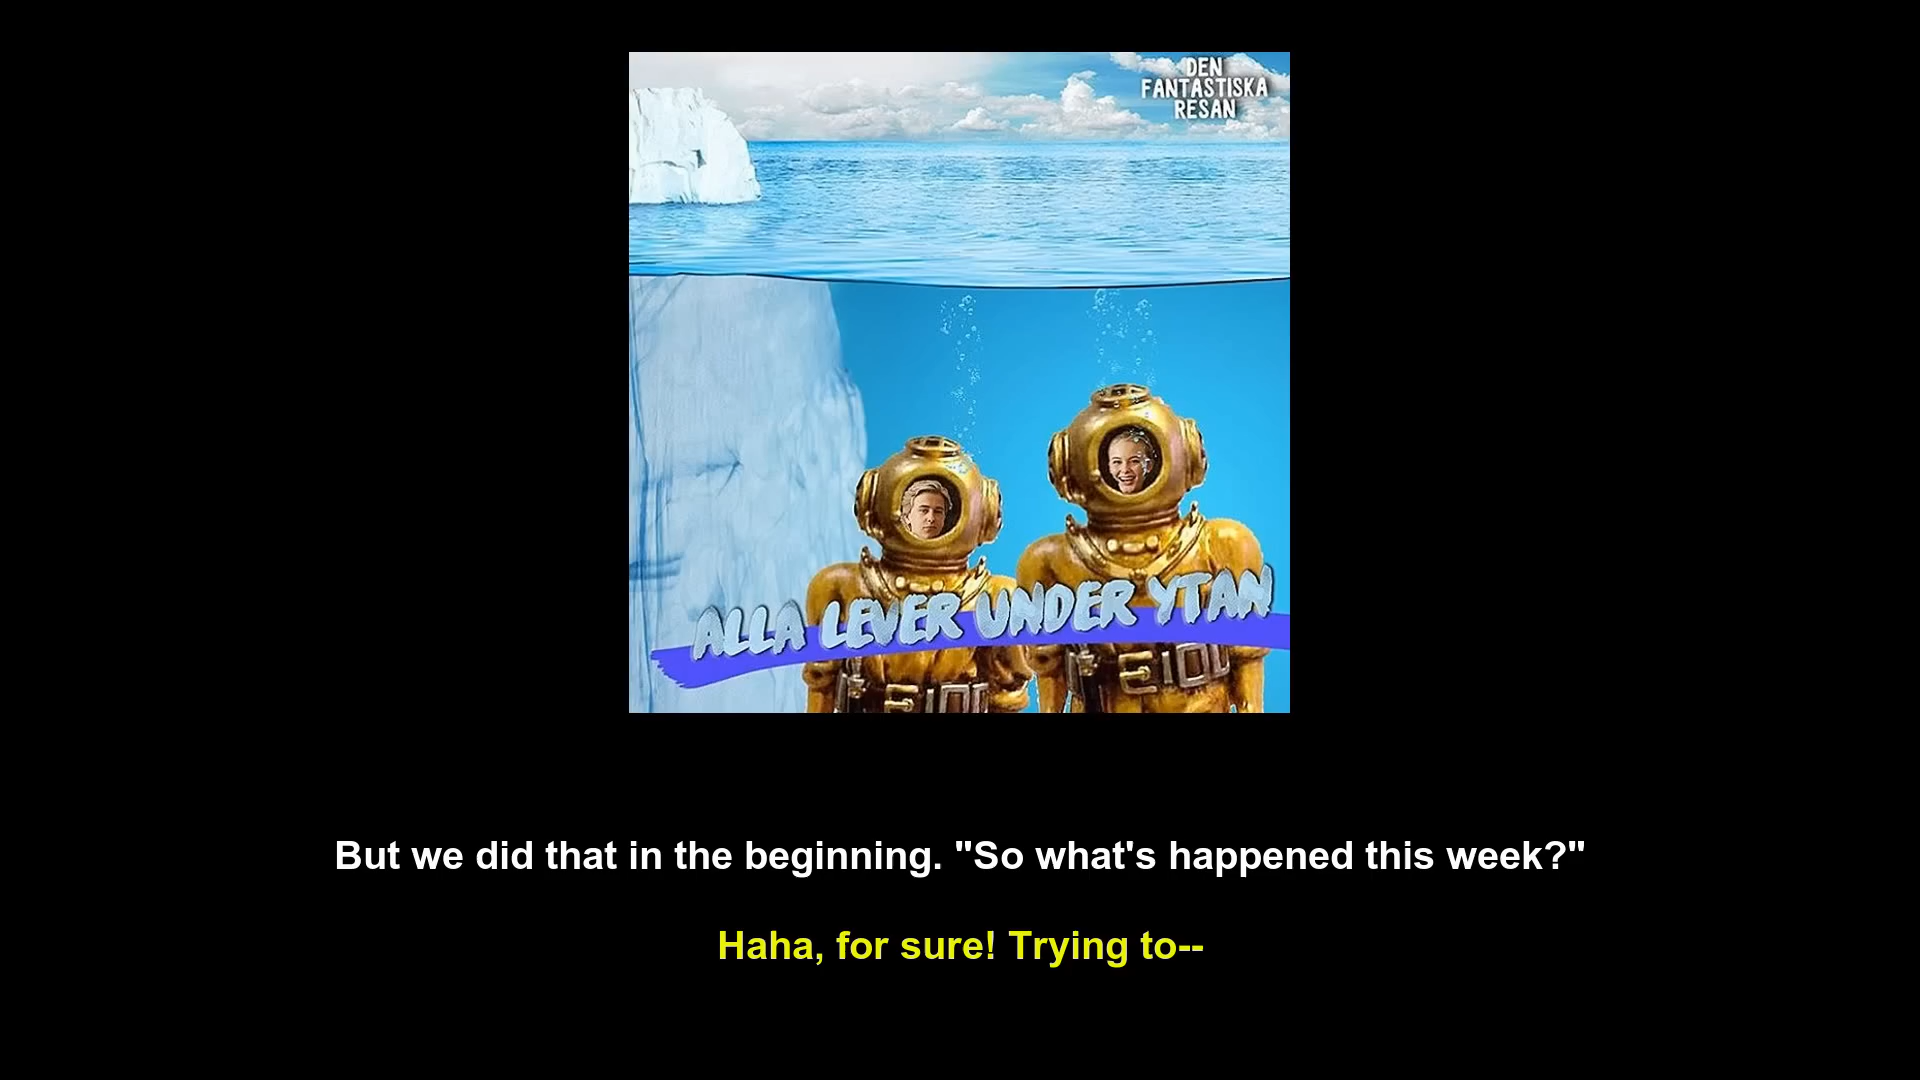 DEN
FANTASTISKA
RESAN
ALLA LEVER UNDER YTAN
But we did that in the beginning. "So what's happened this week?"
Haha, for sure! Trying to--